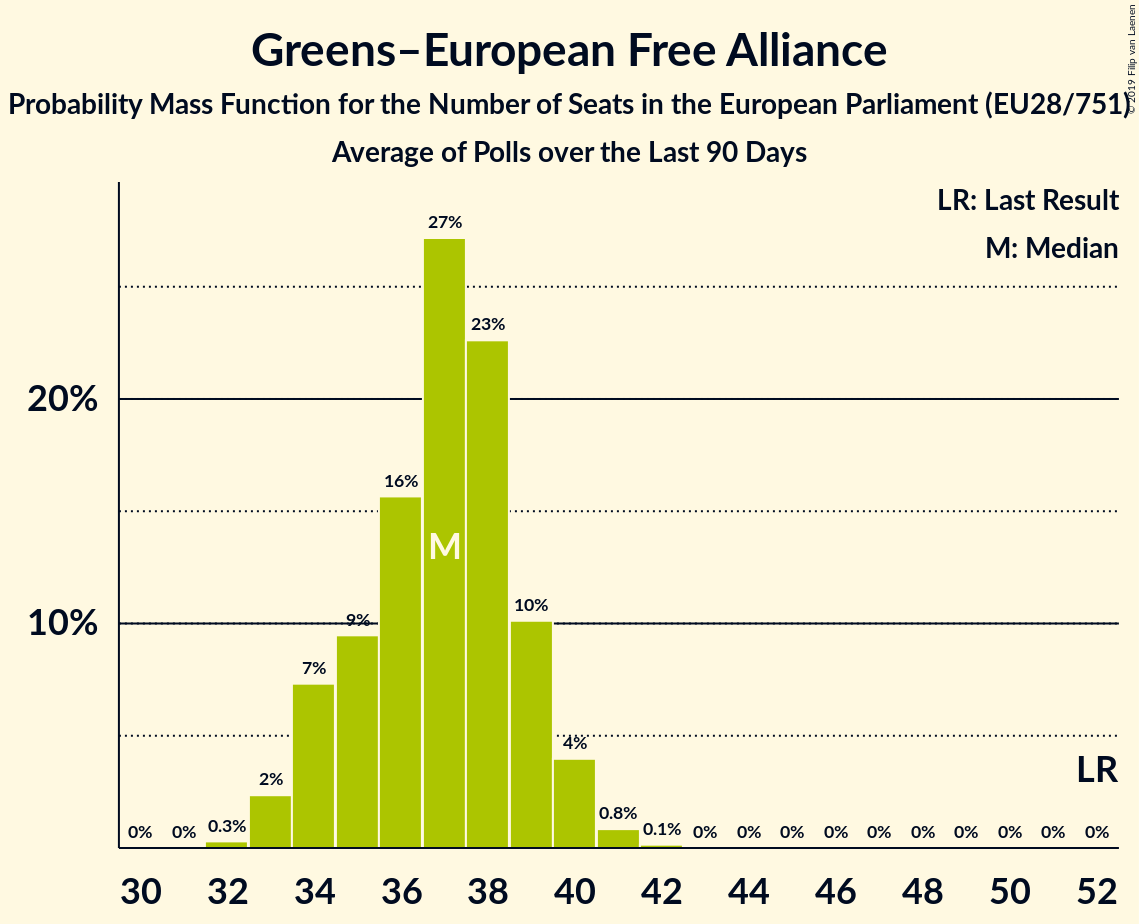 Greens–European Free Alliance
Probability Mass Function for the Number of Seats in the European Parliament (EU28/751)
Average of Polls over the Last 90 Days
© 2019 Filip van Laenen
LR: Last Result
M: Median
27%
23%
20%
16%
M
10%
10%
9%
7%
4%
LR
2%
0% 0% 0.3% 0.8% 0.1% 0% 0% 0% 0% 0% 0% 0% 0% 0% 0%
30 32 34 36 38 40 42 44 46 48 50 52